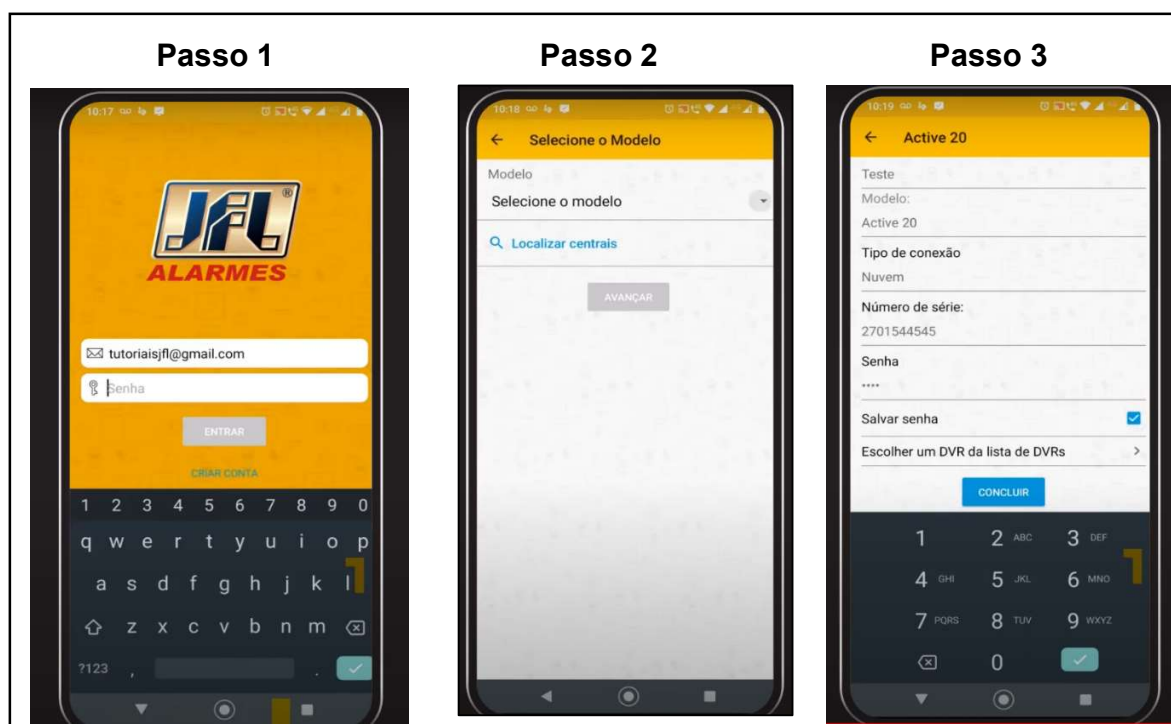 Passo 1
10:17
JFL®
ALARMES
tutoriaisjfl@gmail.com
Senha
ENTRAR
CRIAR CONTA
1 2 3 4 5 6 7 8 9 0
q w e r t y u i o p
a s d f g h j k l
z x c v b n m
?123 , .
Passo 2
10:18
Selecione o Modelo
Modelo
Selecione o modelo
Localizar centrais
AVANÇAR
Passo 3
10:19
Active 20
Teste
Modelo:
Active 20
Tipo de conexão
Nuvem
Número de série:
2701544545
Senha
••••
Salvar senha
Escolher um DVR da lista de DVRs
CONCLUIR
1 2 ABC 3 DEF
4 GHI 5 JKL 6 MNO
7 PQRS 8 TUV 9 WXYZ
0